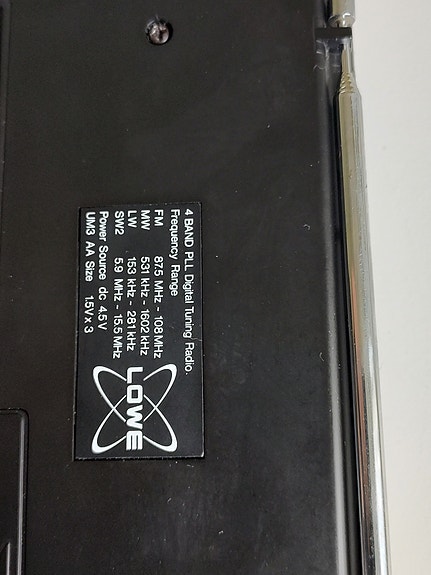 4 BAND PLL Digital Tuning Radio.
Frequency Range
FM 87.5 MHz - 108 MHz
MW 531 kHz - 1602 kHz
LW 153 kHz - 281 kHz
SW2 5.9 MHz - 15.5 MHz
Power Source dc 4.5V
UM3 AA Size 1.5V x 3
LOWE